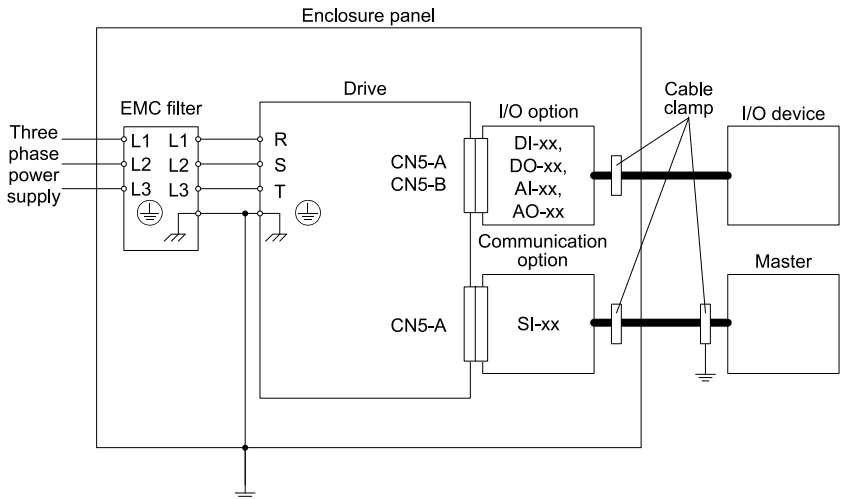 Enclosure panel
EMC filter
Drive
Three
phase
power
supply
L1 L1
L2 L2
L3 L3
R
S
T
CN5-A
CN5-B
CN5-A
I/O option
DI-xx,
DO-xx,
AI-xx,
AO-xx
Communication
option
SI-xx
Cable
clamp
I/O device
Master